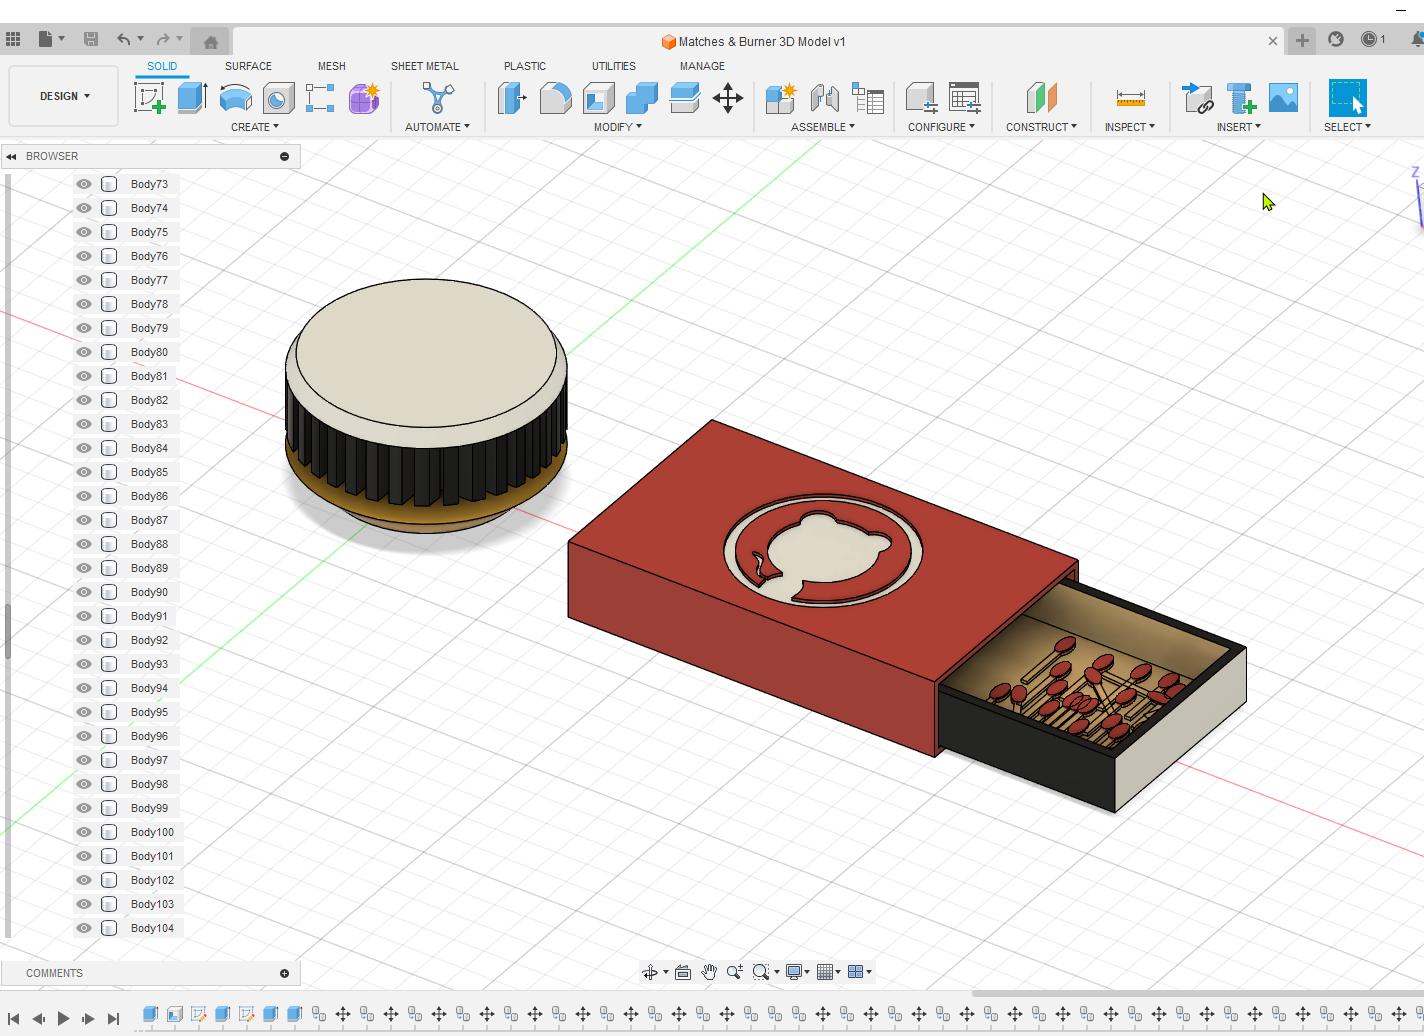 Matches & Burner 3D Model v1
1
SOLID SURFACE MESH SHEET METAL PLASTIC UTILITIES MANAGE
DESIGN
CREATE AUTOMATE MODIFY ASSEMBLE CONFIGURE CONSTRUCT INSPECT INSERT SELECT
BROWSER
Z
Body73
Body74
Body75
Body76
Body77
Body78
Body79
Body80
Body81
Body82
Body83
Body84
Body85
Body86
Body87
Body88
Body89
Body90
Body91
Body92
Body93
Body94
Body95
Body96
Body97
Body98
Body99
Body100
Body101
Body102
Body103
Body104
COMMENTS